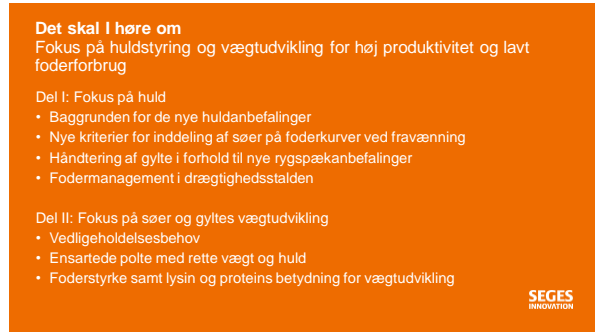 Det skal I høre om
Fokus på huldstyring og vægtudvikling for høj produktivitet og lavt
foderforbrug
Del I: Fokus på huld
• Baggrunden for de nye huldanbefalinger
• Nye kriterier for inddeling af søer på foderkurver ved fravænning
• Håndtering af gylte i forhold til nye rygspækanbefalinger
• Fodermanagement i drægtighedsstalden
Del II: Fokus på søer og gyltes vægtudvikling
• Vedligeholdelsesbehov
• Ensartede polte med rette vægt og huld
• Foderstyrke samt lysin og proteins betydning for vægtudvikling
SEGES
INNOVATION